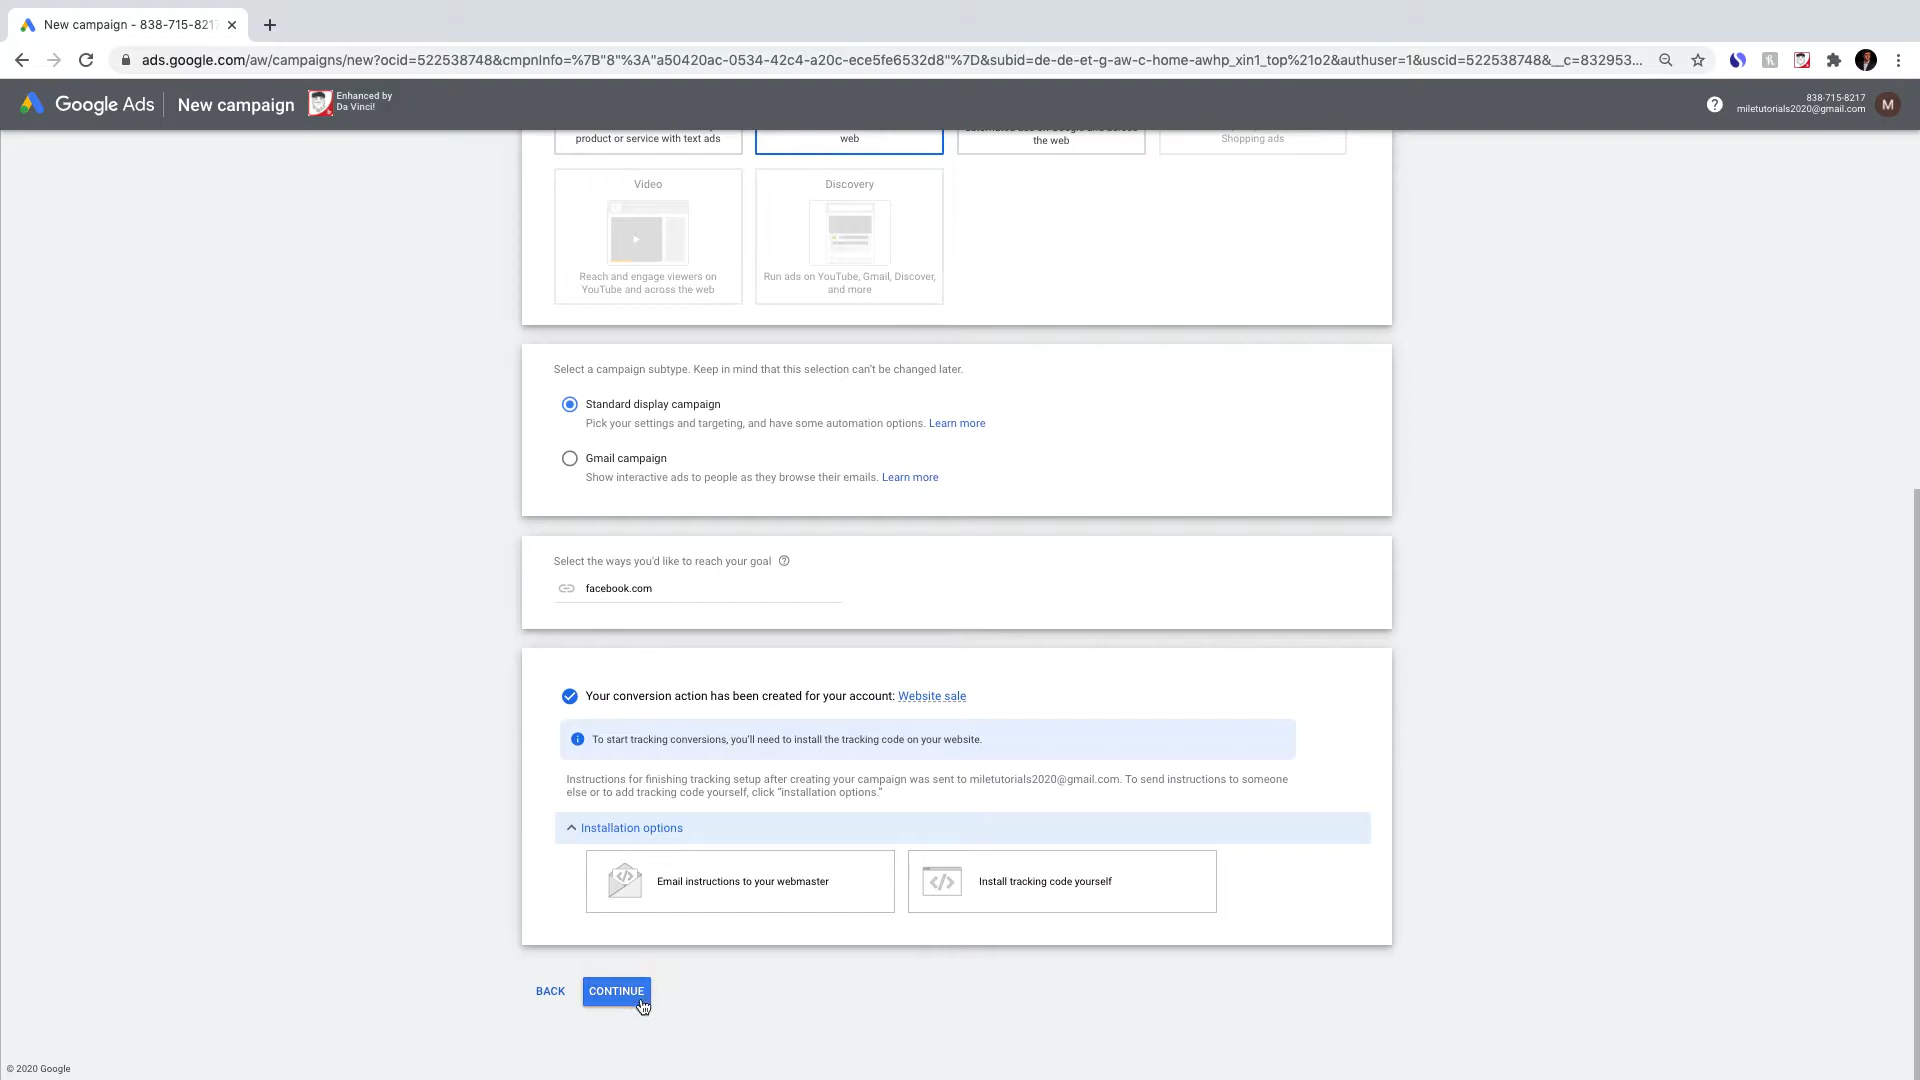 New campaign - 838-715-821
ads.google.com/aw/campaigns/new?ocid=522538748&cmpnInfo=%7B"8"%3A"a50420ac-0534-42c4-a20c-ece5fe6532d8"%7D&subid=de-de-et-g-aw-c-home-awhp_xin1_top%21o2&authuser=1&uscid=522538748&__c=832953...
Google Ads
New campaign
Enhanced by
Da Vinci!
838-715-8217
miletutorials2020@gmail.com
M
product or service with text ads
web
the web
Shopping ads
Video
Reach and engage viewers on
YouTube and across the web
Discovery
Run ads on YouTube, Gmail, Discover,
and more
Select a campaign subtype. Keep in mind that this selection can't be changed later.
Standard display campaign
Pick your settings and targeting, and have some automation options. Learn more
Gmail campaign
Show interactive ads to people as they browse their emails. Learn more
Select the ways you'd like to reach your goal
facebook.com
Your conversion action has been created for your account: Website sale
To start tracking conversions, you'll need to install the tracking code on your website.
Instructions for finishing tracking setup after creating your campaign was sent to miletutorials2020@gmail.com. To send instructions to someone
else or to add tracking code yourself, click "installation options."
Installation options
Email instructions to your webmaster
Install tracking code yourself
BACK
CONTINUE
© 2020 Google